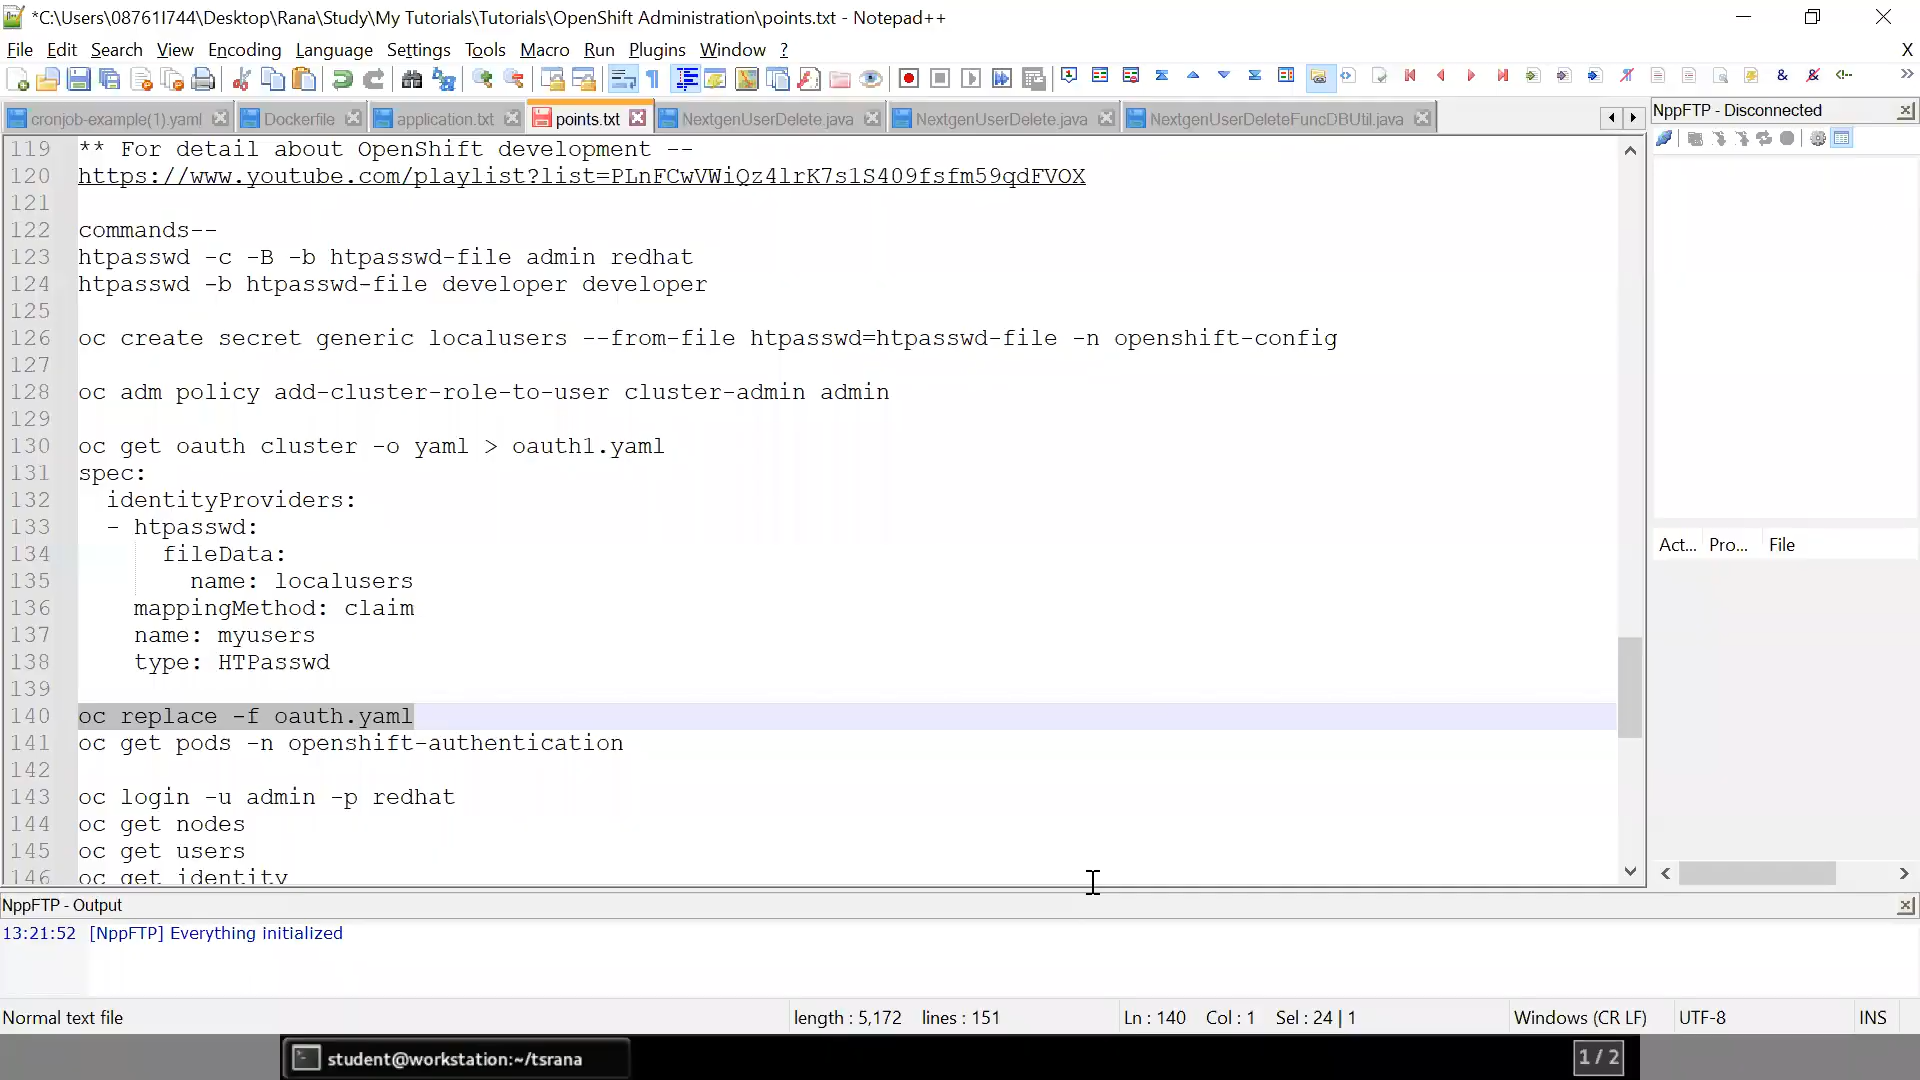 *C:\Users\08761I744\Desktop\Rana\Study\My Tutorials\Tutorials\OpenShift Administration\points.txt - Notepad++
File Edit Search View Encoding Language Settings Tools Macro Run Plugins Window ? X
cronjob-example(1).yaml Dockerfile application.txt points.txt NextgenUserDelete.java NextgenUserDelete.java NextgenUserDeleteFuncDBUtil.java
NppFTP - Disconnected
119 ** For detail about OpenShift development --
120 https://www.youtube.com/playlist?list=PLnFCwVWiQz4lrK7s1S409fsfm59qdFVOX
121
122 commands--
123 htpasswd -c -B -b htpasswd-file admin redhat
124 htpasswd -b htpasswd-file developer developer
125
126 oc create secret generic localusers --from-file htpasswd=htpasswd-file -n openshift-config
127
128 oc adm policy add-cluster-role-to-user cluster-admin admin
129
130 oc get oauth cluster -o yaml > oauth1.yaml
131 spec:
132 identityProviders:
133 - htpasswd:
134 fileData:
135 name: localusers
136 mappingMethod: claim
137 name: myusers
138 type: HTPasswd
139
140 oc replace -f oauth.yaml
141 oc get pods -n openshift-authentication
142
143 oc login -u admin -p redhat
144 oc get nodes
145 oc get users
146 oc get identity
Act... Pro... File
NppFTP - Output
13:21:52 [NppFTP] Everything initialized
Normal text file length : 5,172 lines : 151 Ln : 140 Col : 1 Sel : 24 | 1 Windows (CR LF) UTF-8 INS
student@workstation:~/tsrana 1 / 2